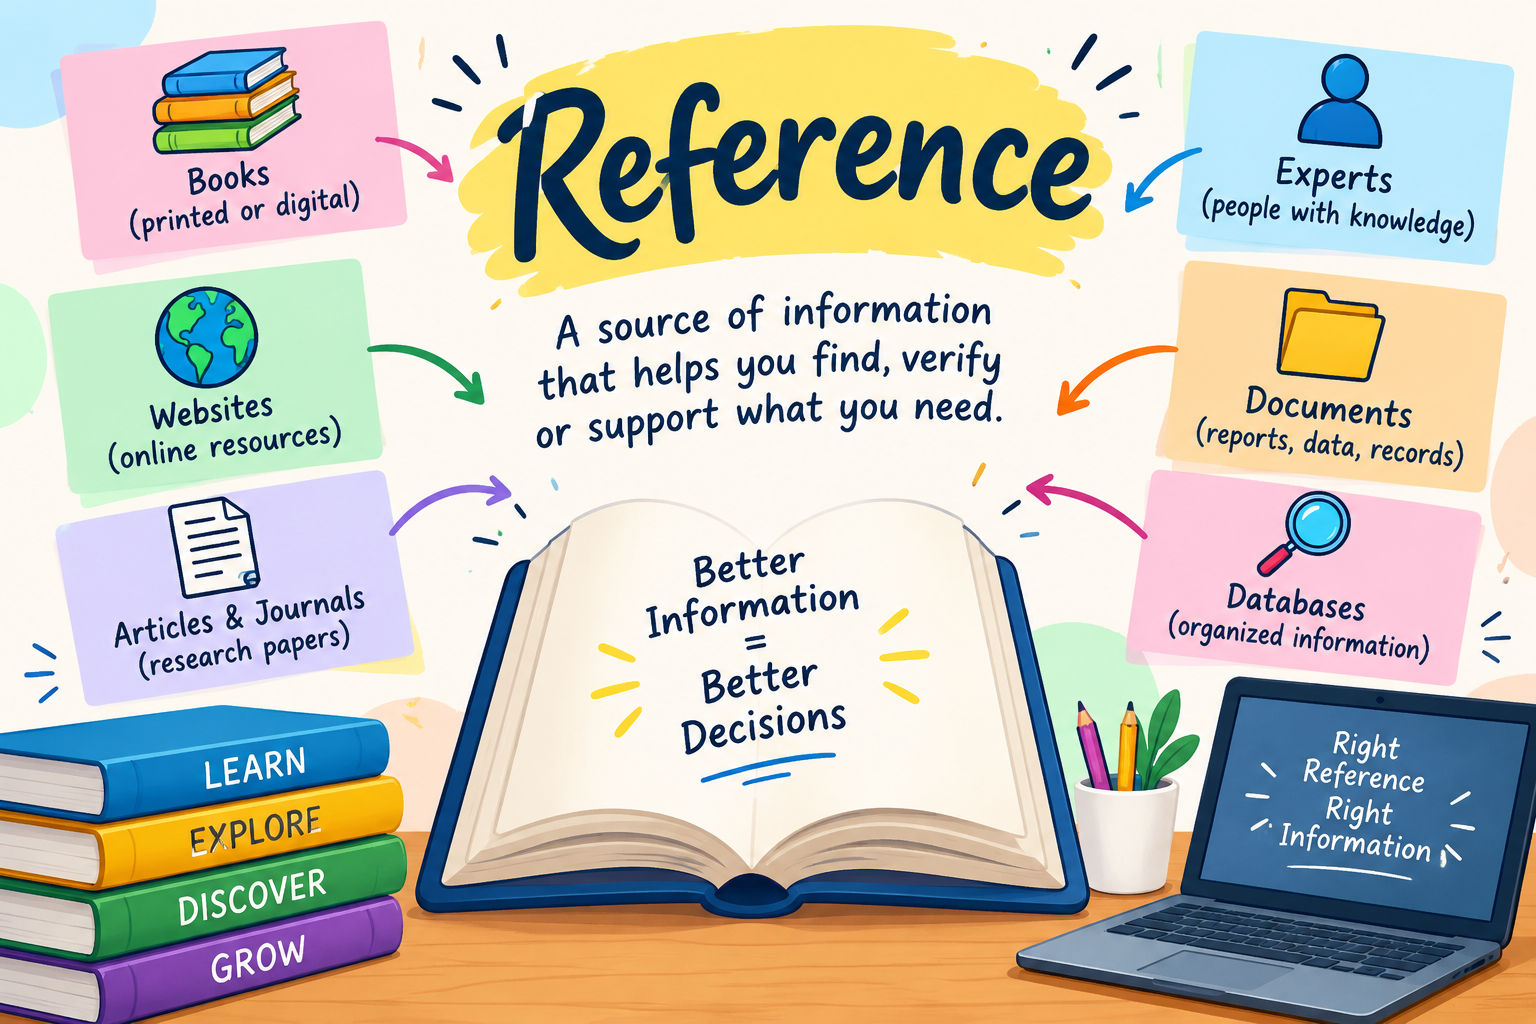 Reference
A source of information
that helps you find, verify
or support what you need.
Books
(printed or digital)
Websites
(online resources)
Articles & Journals
(research papers)
Experts
(people with knowledge)
Documents
(reports, data, records)
Databases
(organized information)
Better
Information
=
Better
Decisions
LEARN
EXPLORE
DISCOVER
GROW
Right
Reference
Right
Information